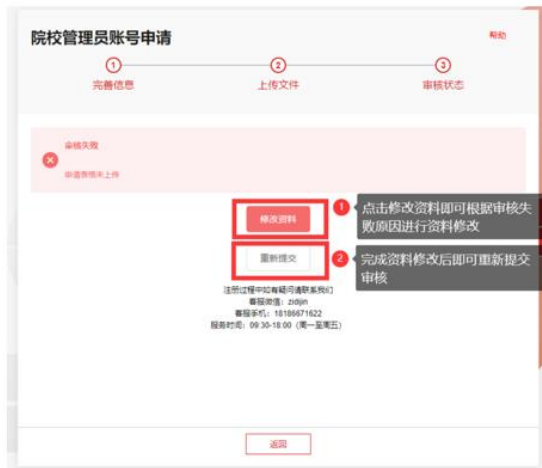 院校管理员账号申请
帮助
1
2
3
完善信息
上传文件
审核状态
审核失败
申请表格未上传
修改资料
1
点击修改资料即可根据审核失
败原因进行资料修改
重新提交
2
完成资料修改后即可重新提交
审核
注册过程中如有疑问请联系我们
客服微信：zidijin
客服手机：18186671622
服务时间：09:30-18:00（周一至周五）
返回